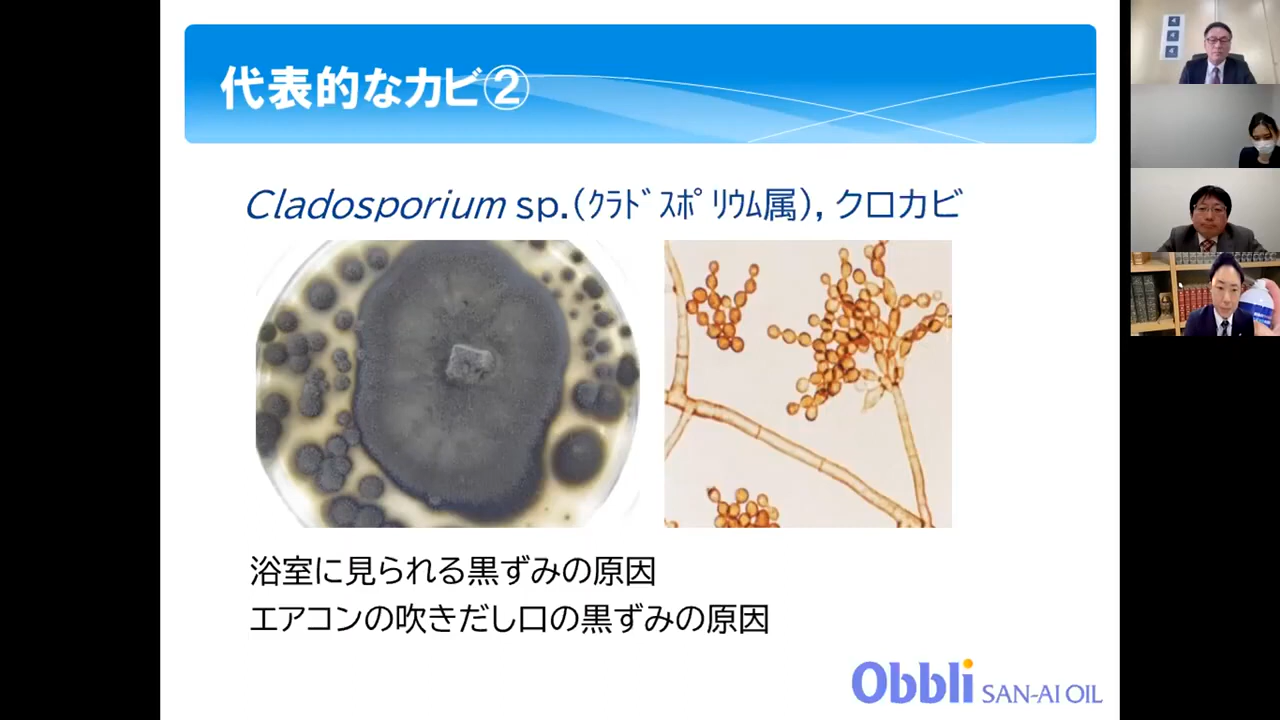 代表的なカビ②
Cladosporium sp.(ｸﾗﾄﾞｽﾎﾟﾘｳﾑ属), クロカビ
浴室に見られる黒ずみの原因
エアコンの吹きだし口の黒ずみの原因
Obbli SAN-AI OIL